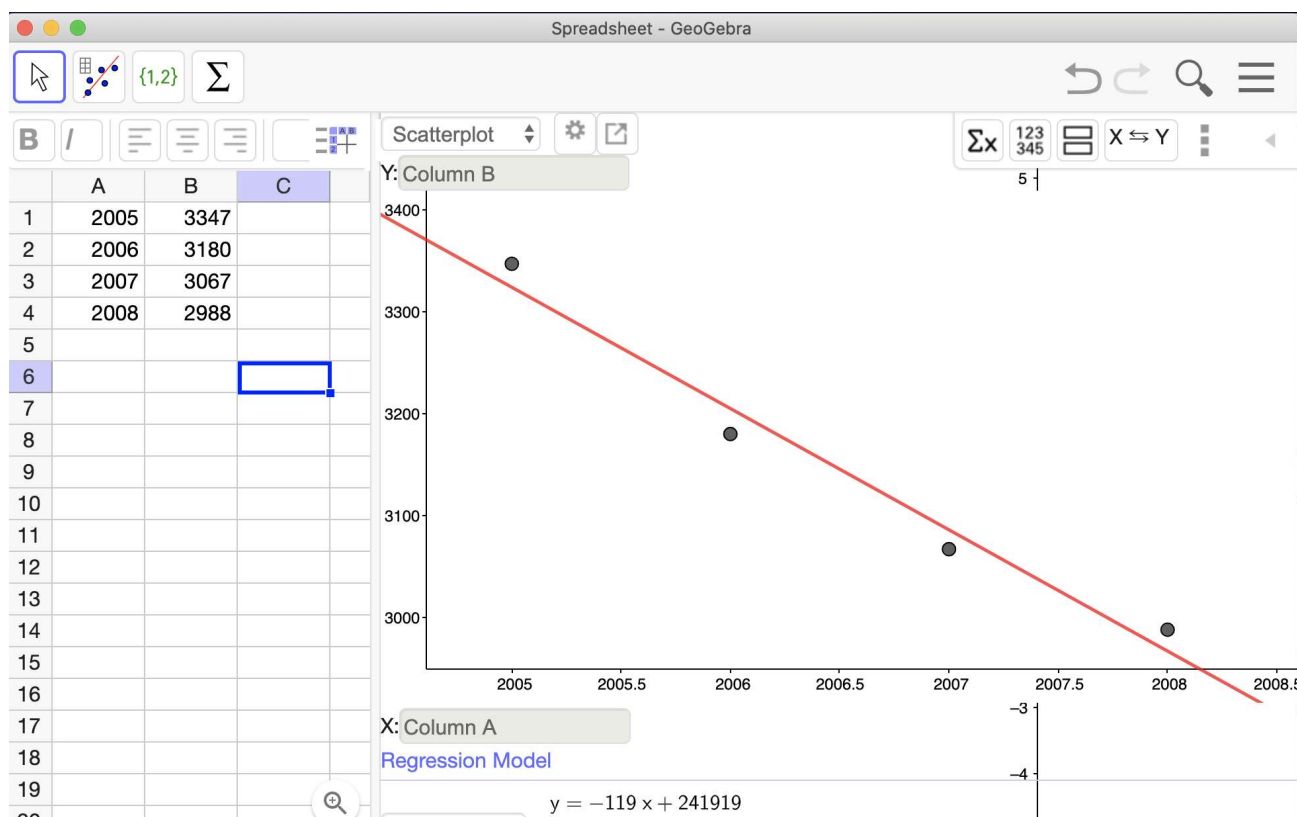 Spreadsheet - GeoGebra
{1,2} Σ
B I
Scatterplot Σx 123 345 X ⇆ Y
Y: Column B
A B C
1 2005 3347
2 2006 3180
3 2007 3067
4 2008 2988
5
6
7
8
9
10
11
12
13
14
15
16
17
18
19
5
3400
3300
3200
3100
3000
2005 2005.5 2006 2006.5 2007 2007.5 2008
−3
X: Column A
Regression Model
−4
y = −119 x + 241919